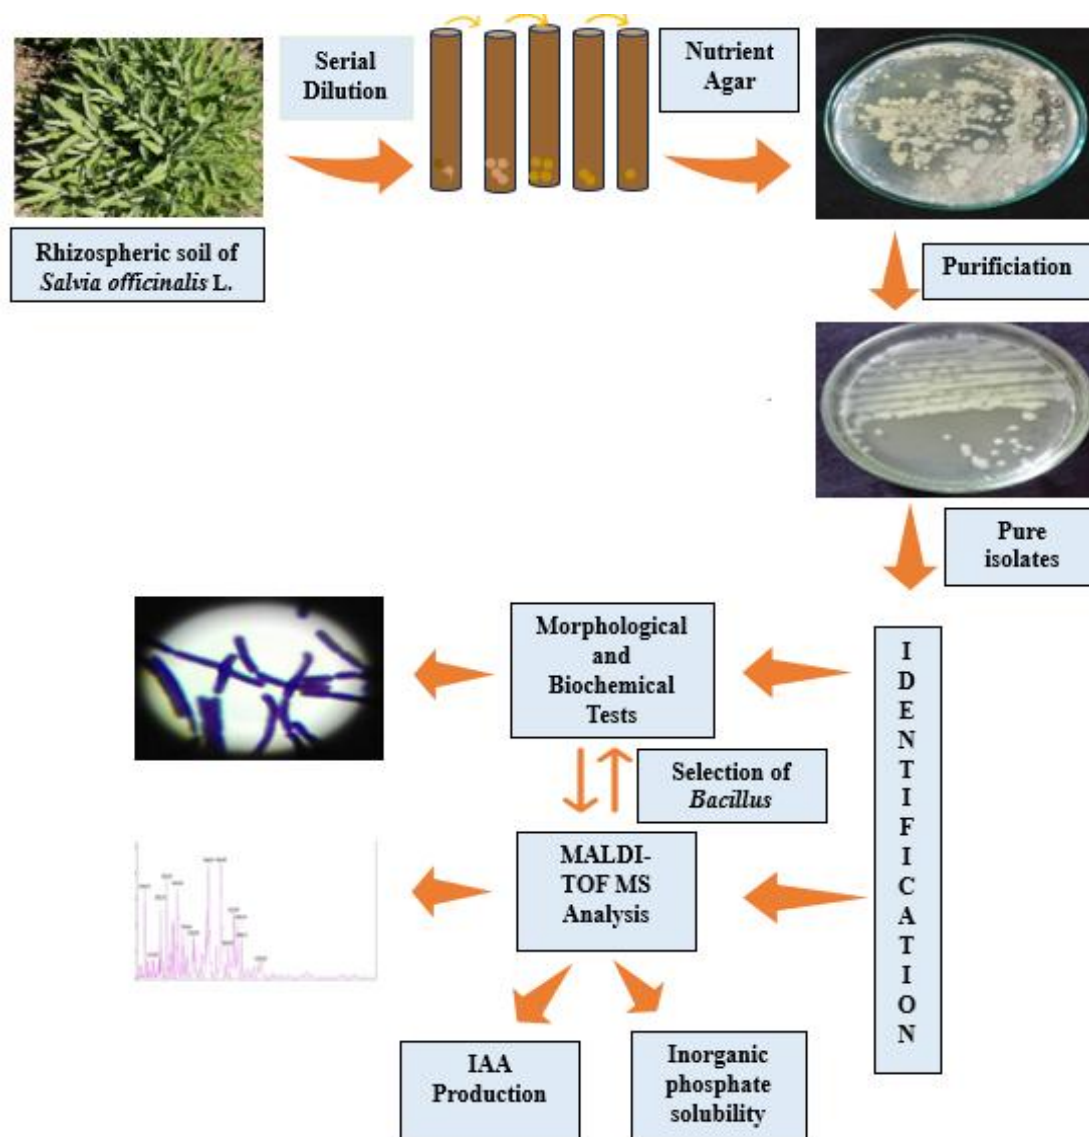 Serial
Dilution
Nutrient
Agar
Rhizospheric soil of
Salvia officinalis L.
Purificiation
Pure
isolates
Morphological
and
Biochemical
Tests
I
D
E
N
T
I
F
I
C
A
T
I
O
N
Selection of
Bacillus
MALDI-
TOF MS
Analysis
IAA
Production
Inorganic
phosphate
solubility